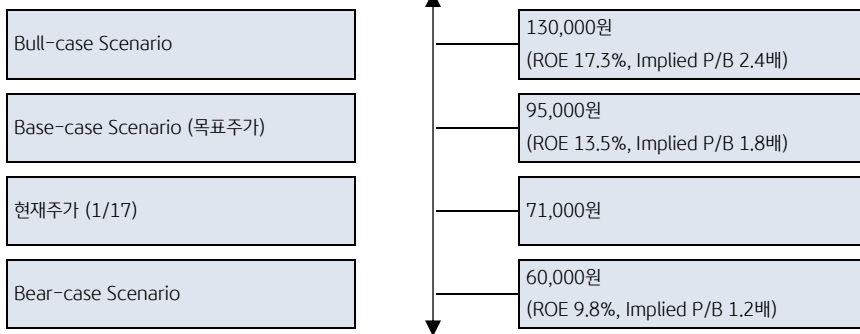 Bull-case Scenario
130,000원
(ROE 17.3%, Implied P/B 2.4배)
Base-case Scenario (목표주가)
95,000원
(ROE 13.5%, Implied P/B 1.8배)
현재주가 (1/17)
71,000원
Bear-case Scenario
60,000원
(ROE 9.8%, Implied P/B 1.2배)